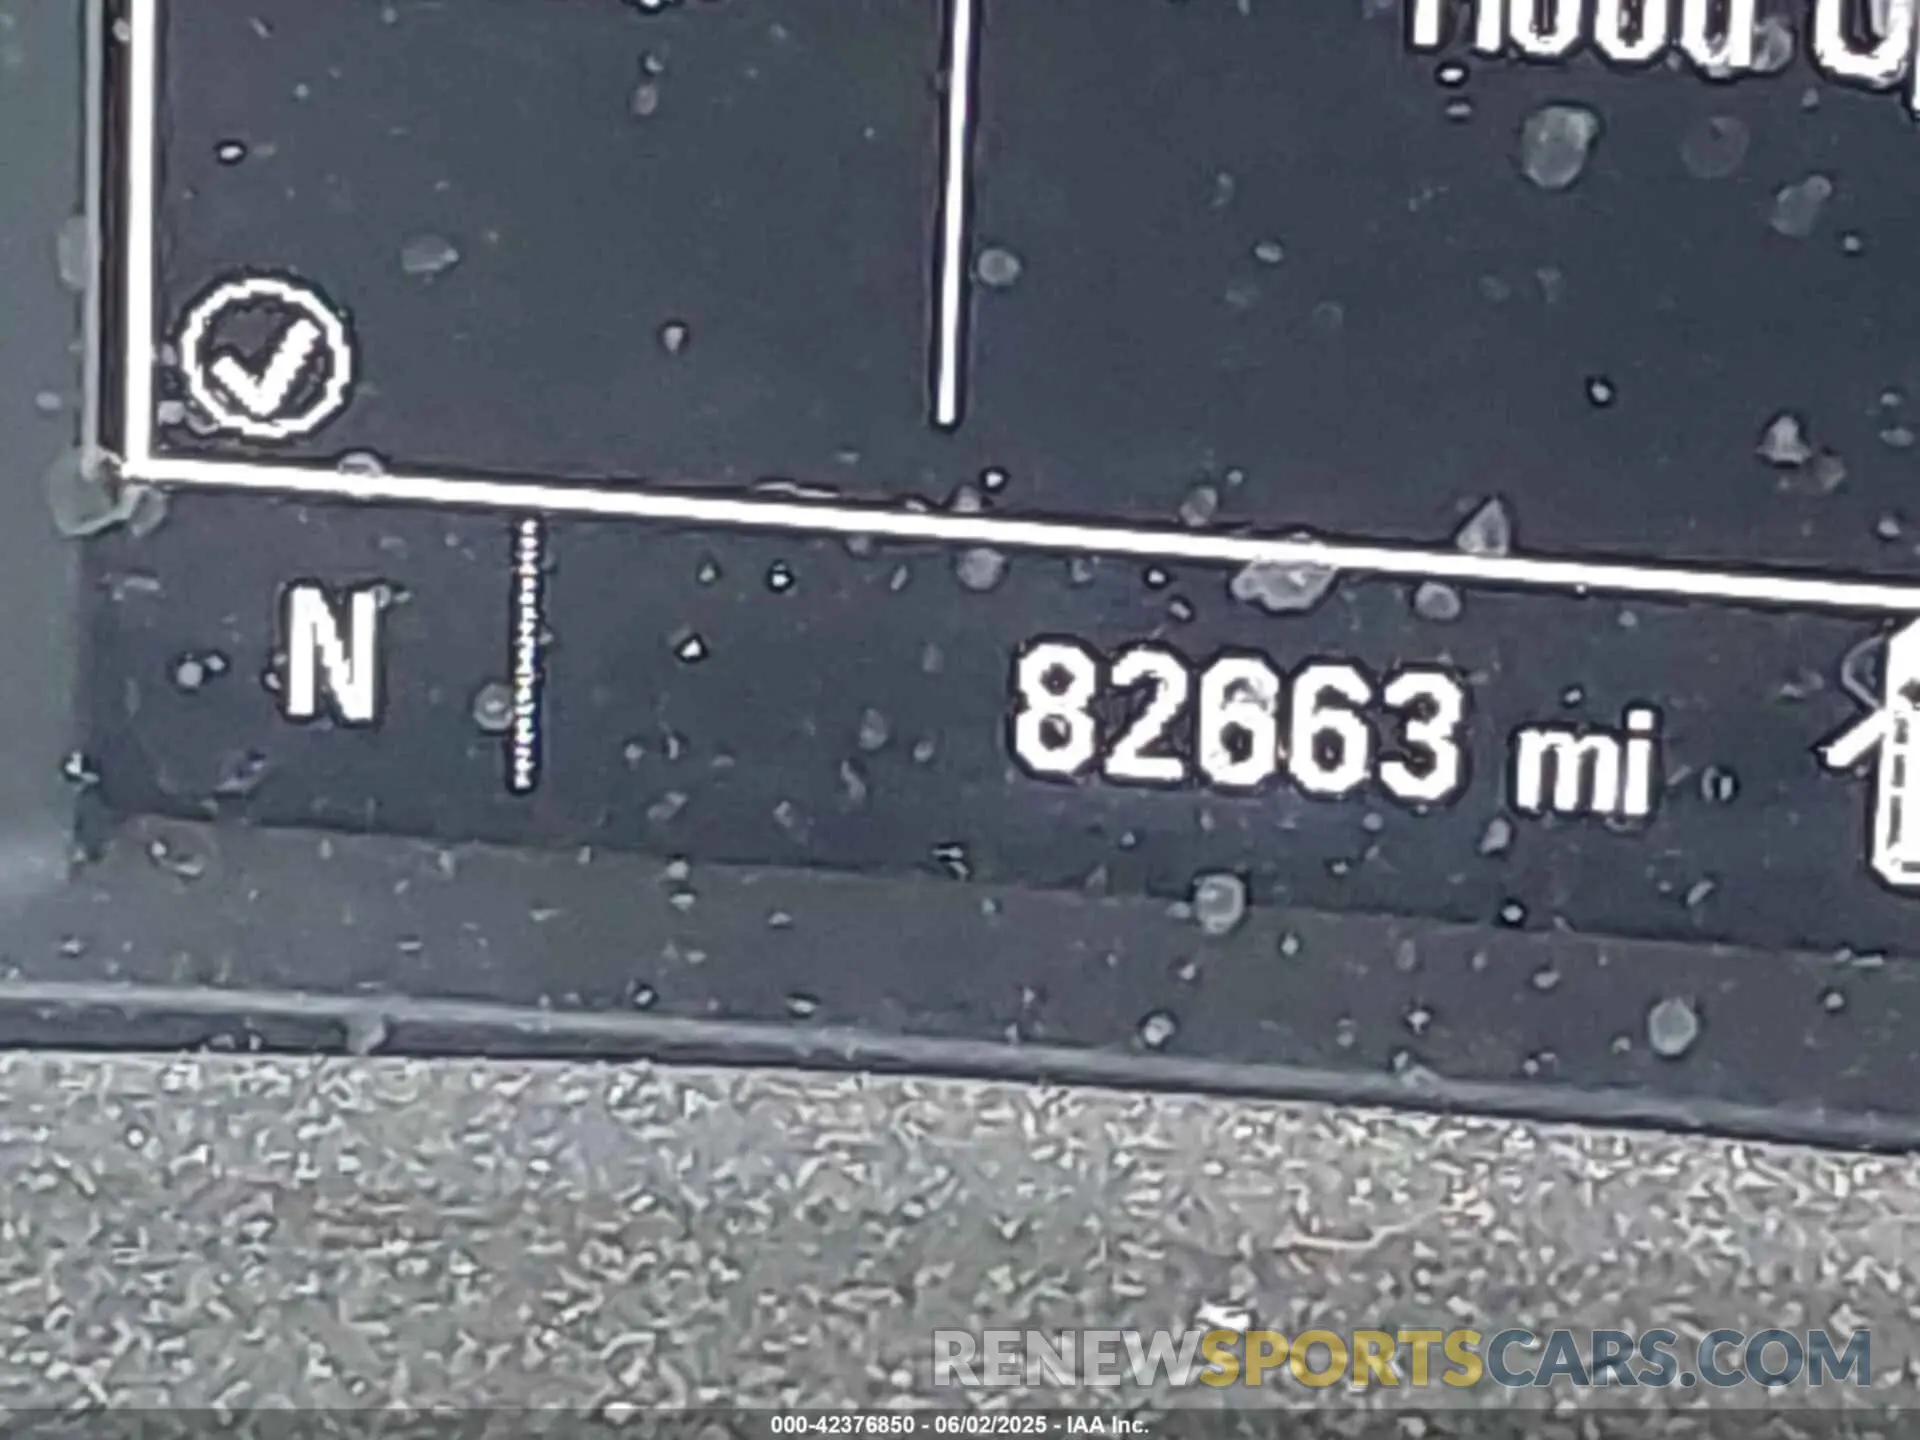 N
82663 mi
RENEWSPORTSCARS.COM
000-42376850 - 06/02/2025 - IAA Inc.